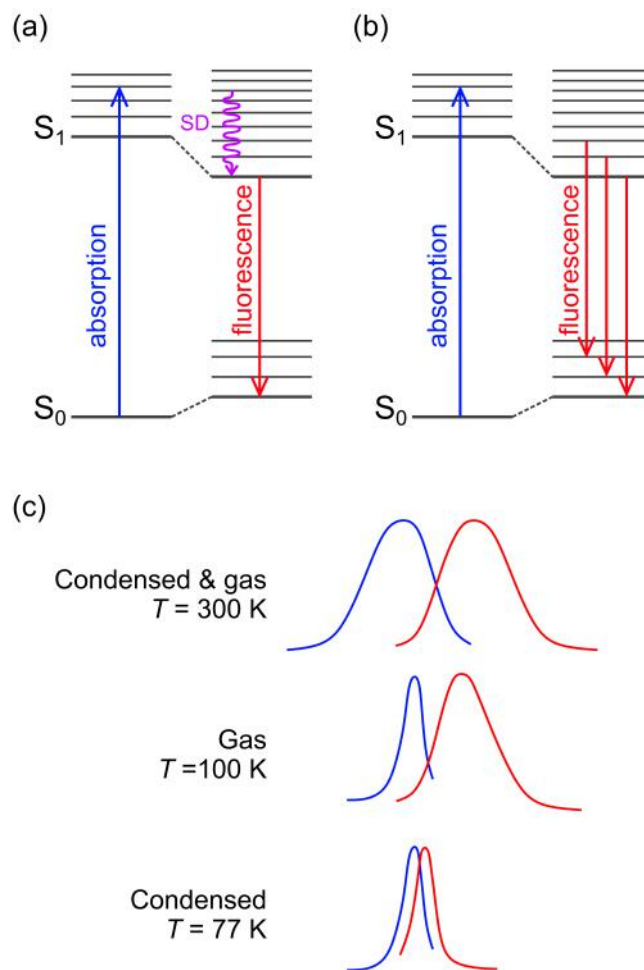 (a)
S1
SD
absorption
fluorescence
S0
(b)
S1
absorption
fluorescence
S0
(c)
Condensed & gas
T = 300 K
Gas
T =100 K
Condensed
T = 77 K